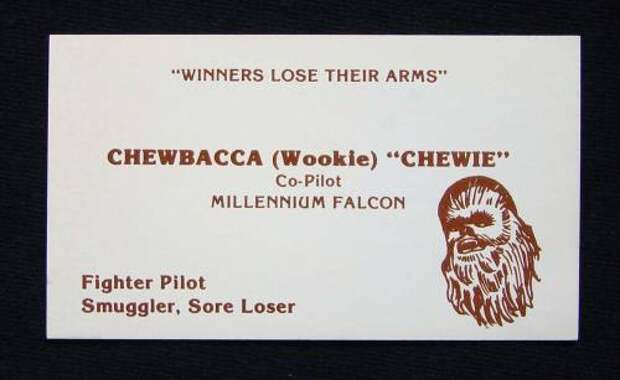 "WINNERS LOSE THEIR ARMS"
CHEWBACCA (Wookie) "CHEWIE"
Co-Pilot
MILLENNIUM FALCON
Fighter Pilot
Smuggler, Sore Loser